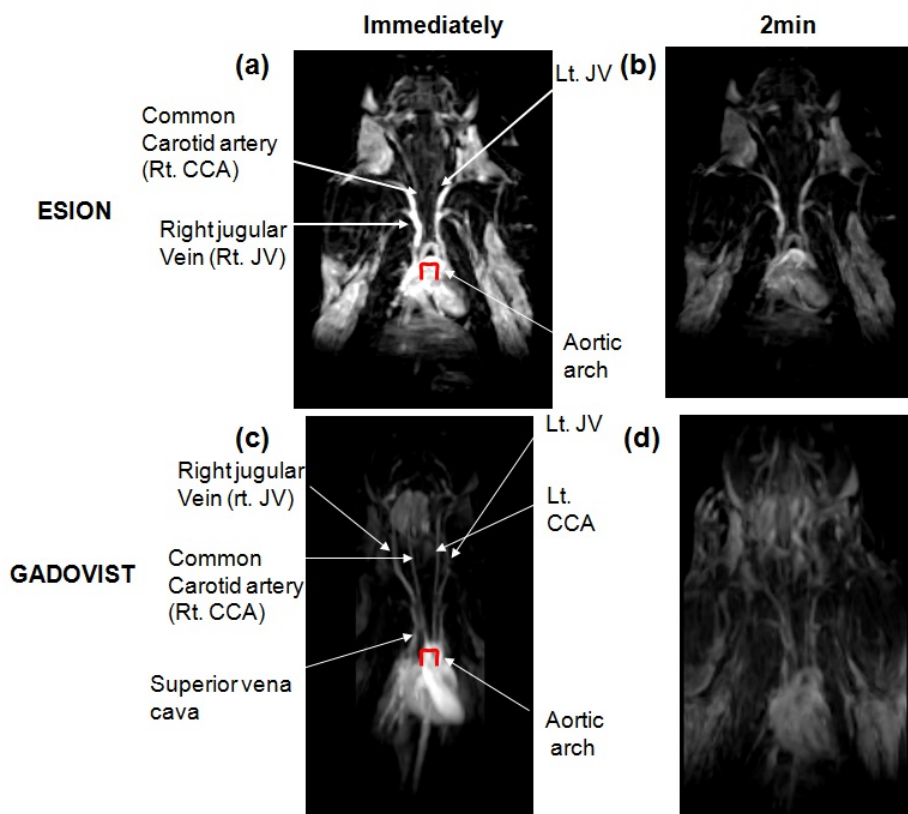 Immediately
2min
(a)
Lt. JV
(b)
Common
Carotid artery
(Rt. CCA)
ESION
Right jugular
Vein (Rt. JV)
Aortic
arch
(c)
Lt. JV
(d)
Right jugular
Vein (rt. JV)
Lt.
CCA
GADOVIST
Common
Carotid artery
(Rt. CCA)
Superior vena
cava
Aortic
arch